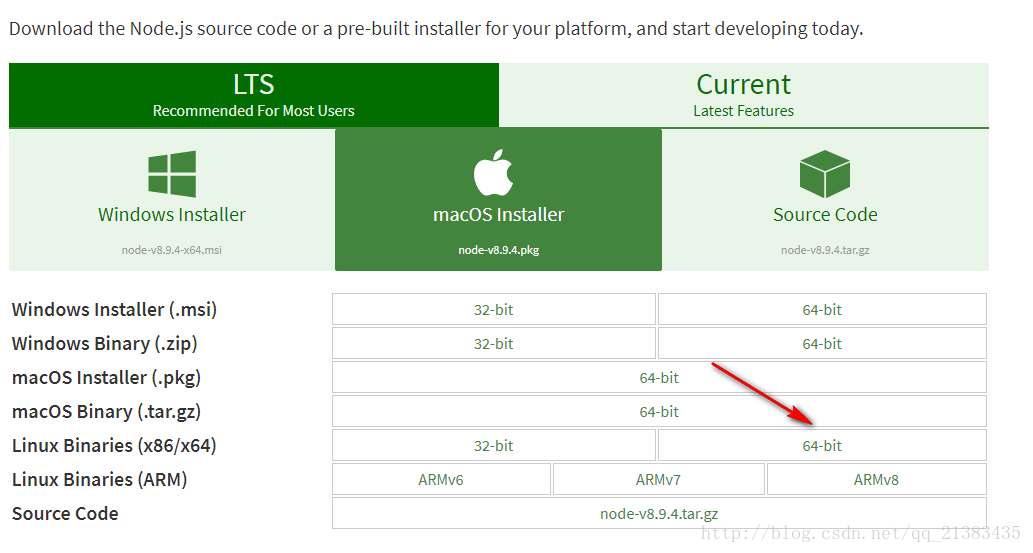 Download the Node.js source code or a pre-built installer for your platform, and start developing today.
LTS
Recommended For Most Users
Current
Latest Features
Windows Installer
node-v8.9.4-x64.msi
macOS Installer
node-v8.9.4.pkg
Source Code
node-v8.9.4.tar.gz
Windows Installer (.msi) 32-bit 64-bit
Windows Binary (.zip) 32-bit 64-bit
macOS Installer (.pkg) 64-bit
macOS Binary (.tar.gz) 64-bit
Linux Binaries (x86/x64) 32-bit 64-bit
Linux Binaries (ARM) ARMv6 ARMv7 ARMv8
Source Code node-v8.9.4.tar.gz
http://blog.csdn.net/qq_21383435